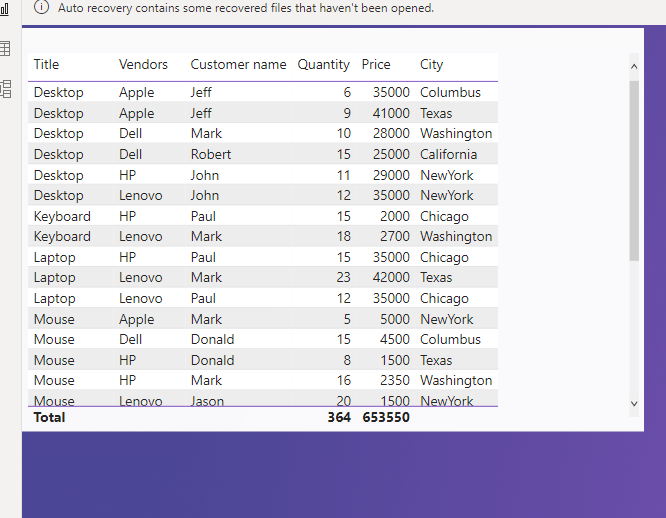 Auto recovery contains some recovered files that haven't been opened.
Title Vendors Customer name Quantity Price City
Desktop Apple Jeff 6 35000 Columbus
Desktop Apple Jeff 9 41000 Texas
Desktop Dell Mark 10 28000 Washington
Desktop Dell Robert 15 25000 California
Desktop HP John 11 29000 NewYork
Desktop Lenovo John 12 35000 NewYork
Keyboard HP Paul 15 2000 Chicago
Keyboard Lenovo Mark 18 2700 Washington
Laptop HP Paul 15 35000 Chicago
Laptop Lenovo Mark 23 42000 Texas
Laptop Lenovo Paul 12 35000 Chicago
Mouse Apple Mark 5 5000 NewYork
Mouse Dell Donald 15 4500 Columbus
Mouse HP Donald 8 1500 Texas
Mouse HP Mark 16 2350 Washington
Mouse Lenovo Jason 20 1500 NewYork
Total 364 653550